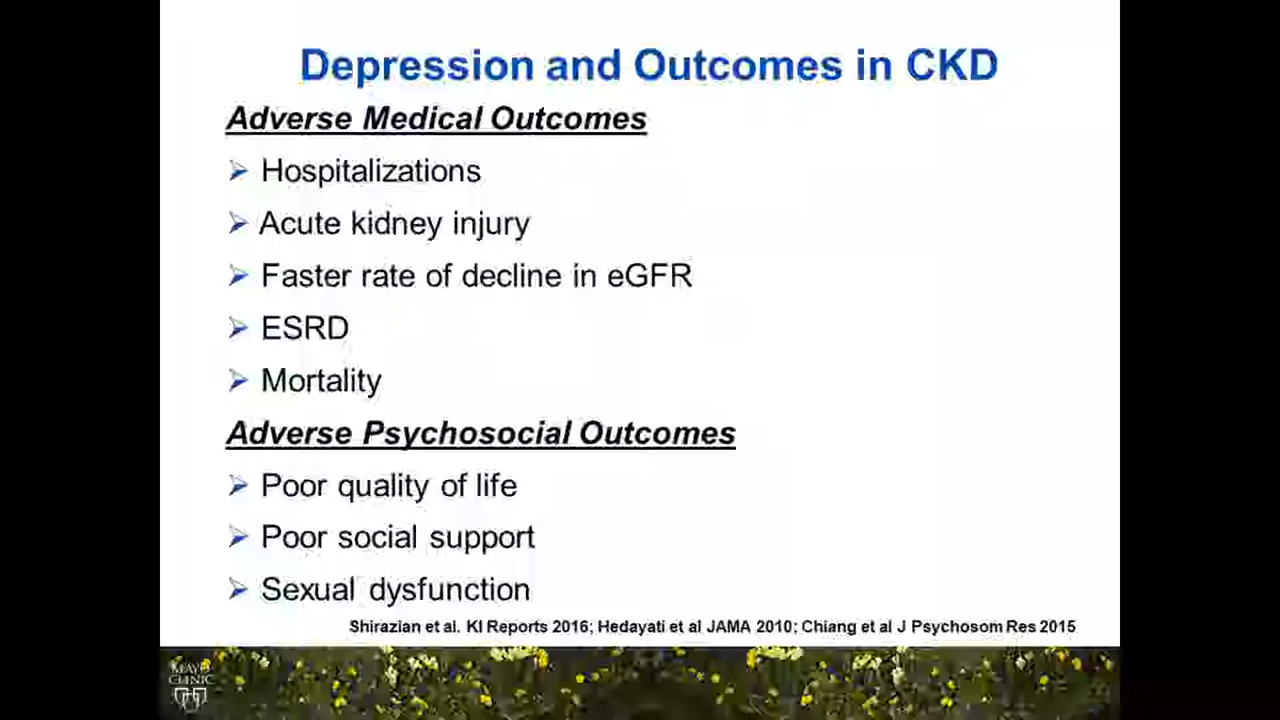 Depression and Outcomes in CKD
Adverse Medical Outcomes
Hospitalizations
Acute kidney injury
Faster rate of decline in eGFR
ESRD
Mortality
Adverse Psychosocial Outcomes
Poor quality of life
Poor social support
Sexual dysfunction
Shirazian et al. KI Reports 2016; Hedayati et al JAMA 2010; Chiang et al J Psychosom Res 2015
MAYO
CLINIC